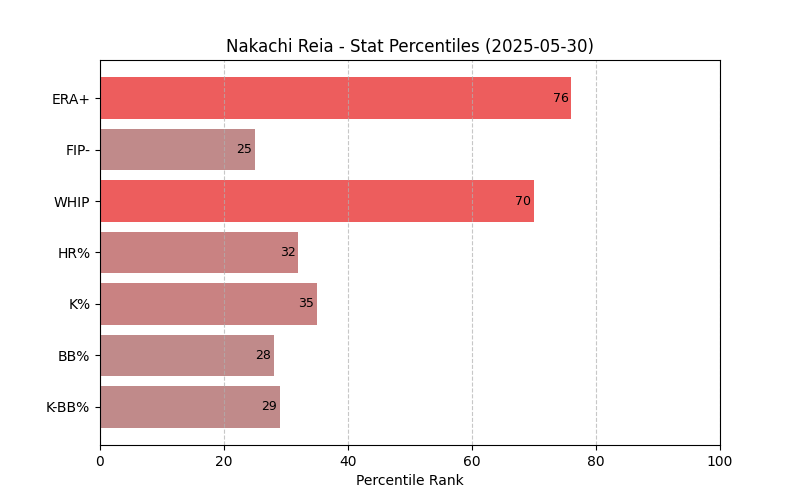 Nakachi Reia - Stat Percentiles (2025-05-30)
ERA+ 76
FIP- 25
WHIP 70
HR% 32
K% 35
BB% 28
K-BB% 29
0 20 40 60 80 100
Percentile Rank